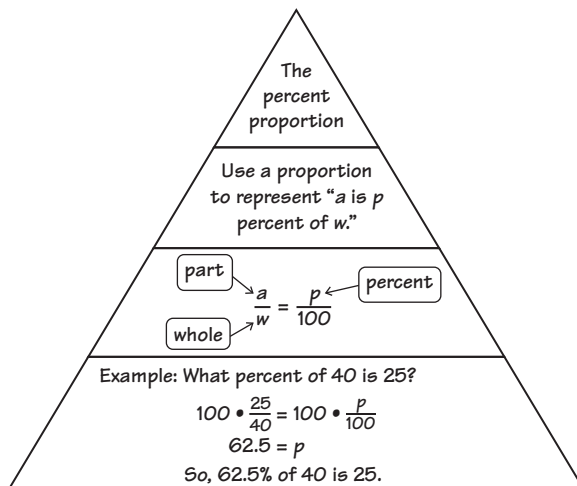 The
percent
proportion
Use a proportion
to represent “a is p
percent of w.”
part
a/w = p/100
percent
whole
Example: What percent of 40 is 25?
100 • 25/40 = 100 • p/100
62.5 = p
So, 62.5% of 40 is 25.